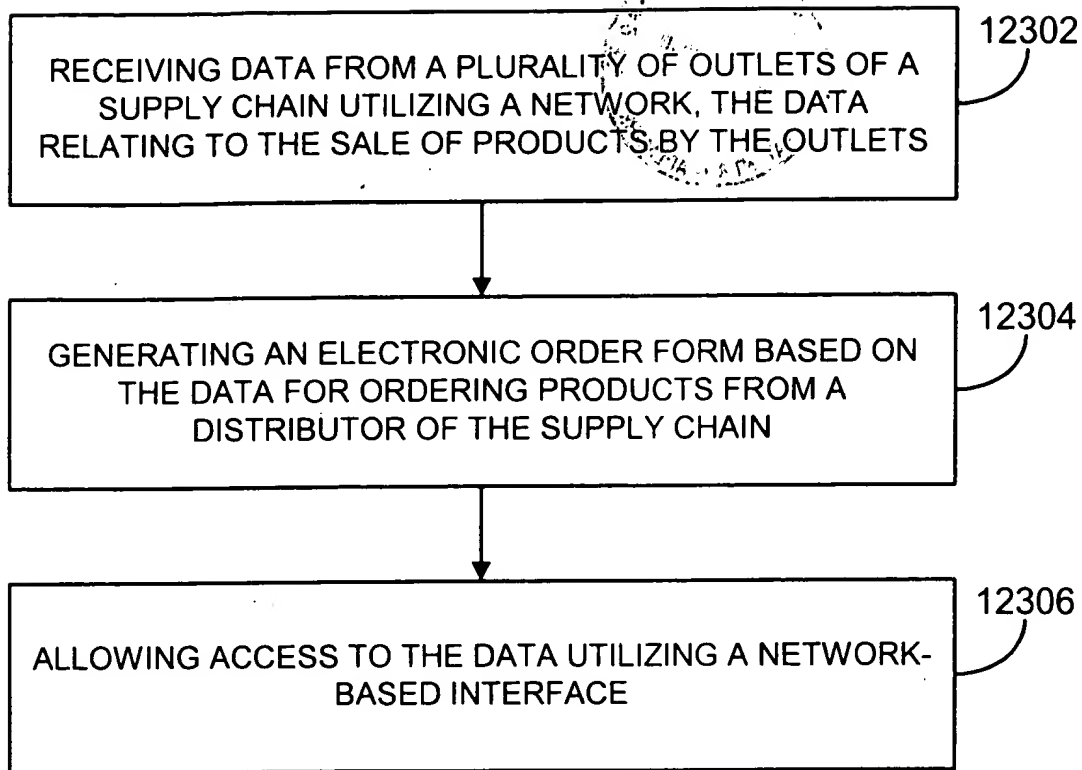 12302
RECEIVING DATA FROM A PLURALITY OF OUTLETS OF A
SUPPLY CHAIN UTILIZING A NETWORK, THE DATA
RELATING TO THE SALE OF PRODUCTS BY THE OUTLETS
12304
GENERATING AN ELECTRONIC ORDER FORM BASED ON
THE DATA FOR ORDERING PRODUCTS FROM A
DISTRIBUTOR OF THE SUPPLY CHAIN
12306
ALLOWING ACCESS TO THE DATA UTILIZING A NETWORK-
BASED INTERFACE